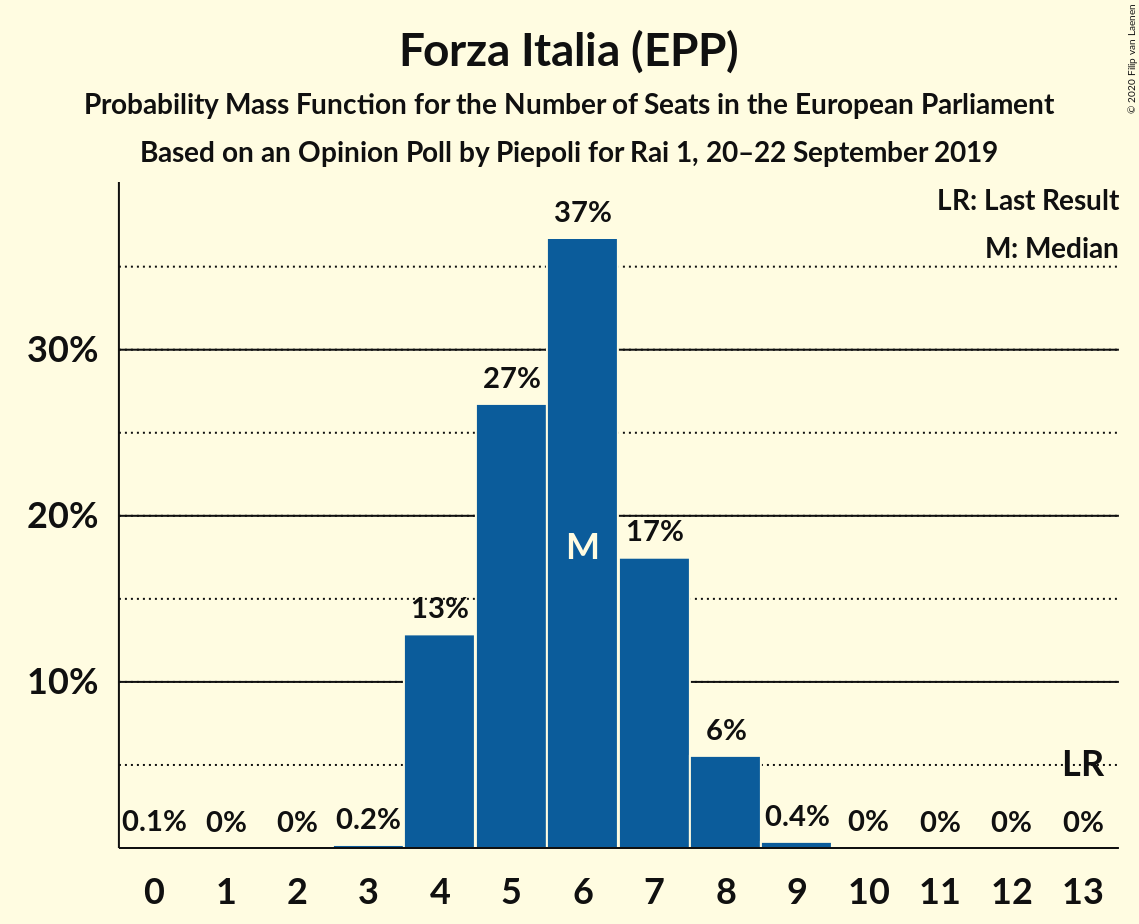 Forza Italia (EPP)
Probability Mass Function for the Number of Seats in the European Parliament
Based on an Opinion Poll by Piepoli for Rai 1, 20–22 September 2019
© 2020 Filip van Laenen
LR: Last Result
M: Median
37%
30%
27%
20%
17%
M
13%
10%
6%
LR
0.1% 0% 0% 0.2% 0.4% 0% 0% 0% 0%
0 1 2 3 4 5 6 7 8 9 10 11 12 13